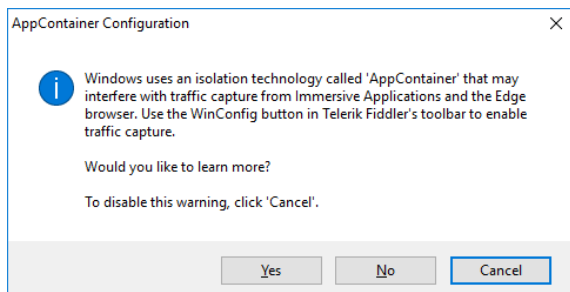 AppContainer Configuration
Windows uses an isolation technology called 'AppContainer' that may
interfere with traffic capture from Immersive Applications and the Edge
browser. Use the WinConfig button in Telerik Fiddler's toolbar to enable
traffic capture.
Would you like to learn more?
To disable this warning, click 'Cancel'.
Yes
No
Cancel